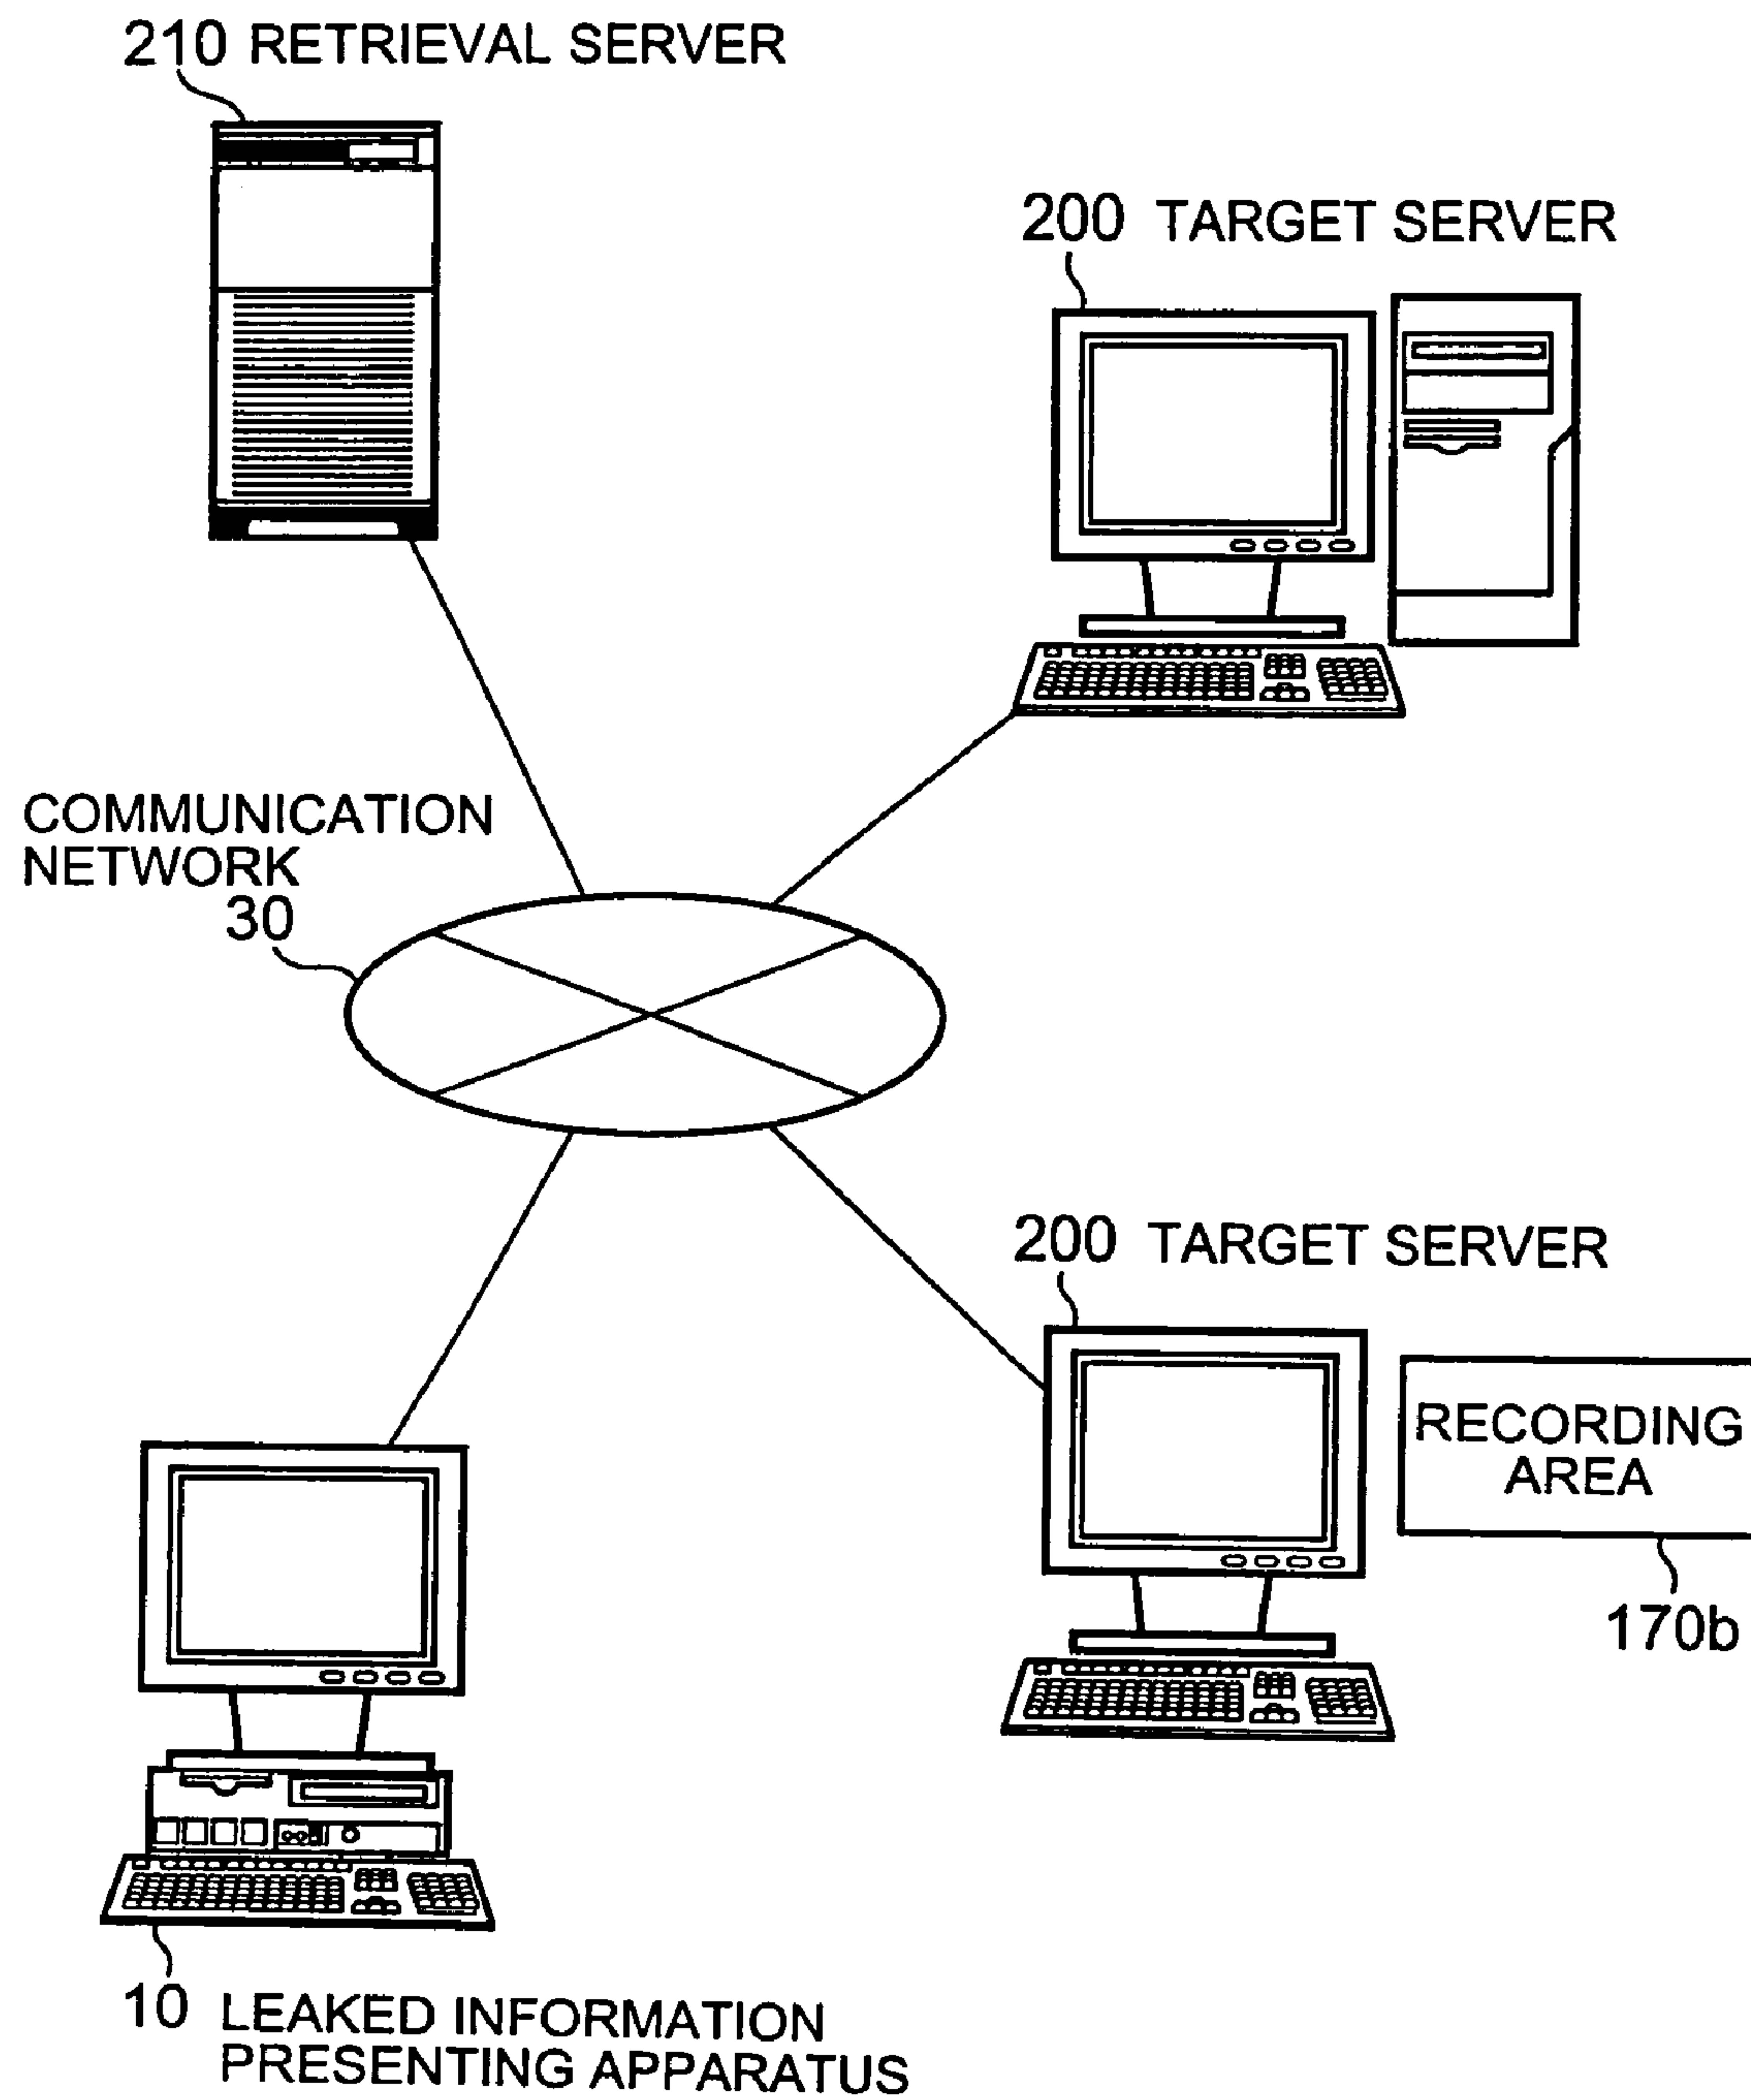 210 RETRIEVAL SERVER
200 TARGET SERVER
COMMUNICATION
NETWORK
30
200 TARGET SERVER
RECORDING
AREA
170b
10 LEAKED INFORMATION
PRESENTING APPARATUS